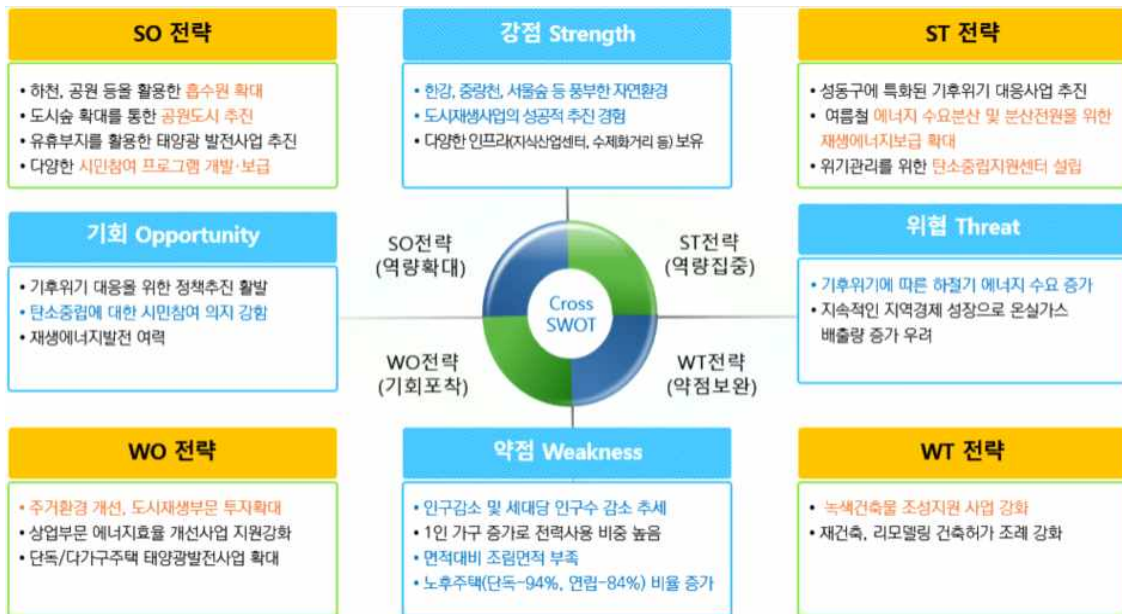 SO 전략
• 하천, 공원 등을 활용한 흡수원 확대
• 도시숲 확대를 통한 공원도시 추진
• 유휴부지를 활용한 태양광 발전사업 추진
• 다양한 시민참여 프로그램 개발·보급
강점 Strength
• 한강, 중랑천, 서울숲 등 풍부한 자연환경
• 도시재생사업의 성공적 추진 경험
• 다양한 인프라(지식산업센터, 수제화거리 등) 보유
ST 전략
• 성동구에 특화된 기후위기 대응사업 추진
• 여름철 에너지 수요분산 및 분산전원을 위한
재생에너지보급 확대
• 위기관리를 위한 탄소중립지원센터 설립
기회 Opportunity
• 기후위기 대응을 위한 정책추진 활발
• 탄소중립에 대한 시민참여 의지 강함
• 재생에너지발전 여력
SO전략
(역량확대)
ST전략
(역량집중)
Cross
SWOT
WO전략
(기회포착)
WT전략
(약점보완)
위협 Threat
• 기후위기에 따른 하절기 에너지 수요 증가
• 지속적인 지역경제 성장으로 온실가스
배출량 증가 우려
WO 전략
• 주거환경 개선, 도시재생부문 투자확대
• 상업부문 에너지효율 개선사업 지원강화
• 단독/다가구주택 태양광발전사업 확대
약점 Weakness
• 인구감소 및 세대당 인구수 감소 추세
• 1인 가구 증가로 전력사용 비중 높음
• 면적대비 조림면적 부족
• 노후주택(단독-94%, 연립-84%) 비율 증가
WT 전략
• 녹색건축물 조성지원 사업 강화
• 재건축, 리모델링 건축허가 조례 강화